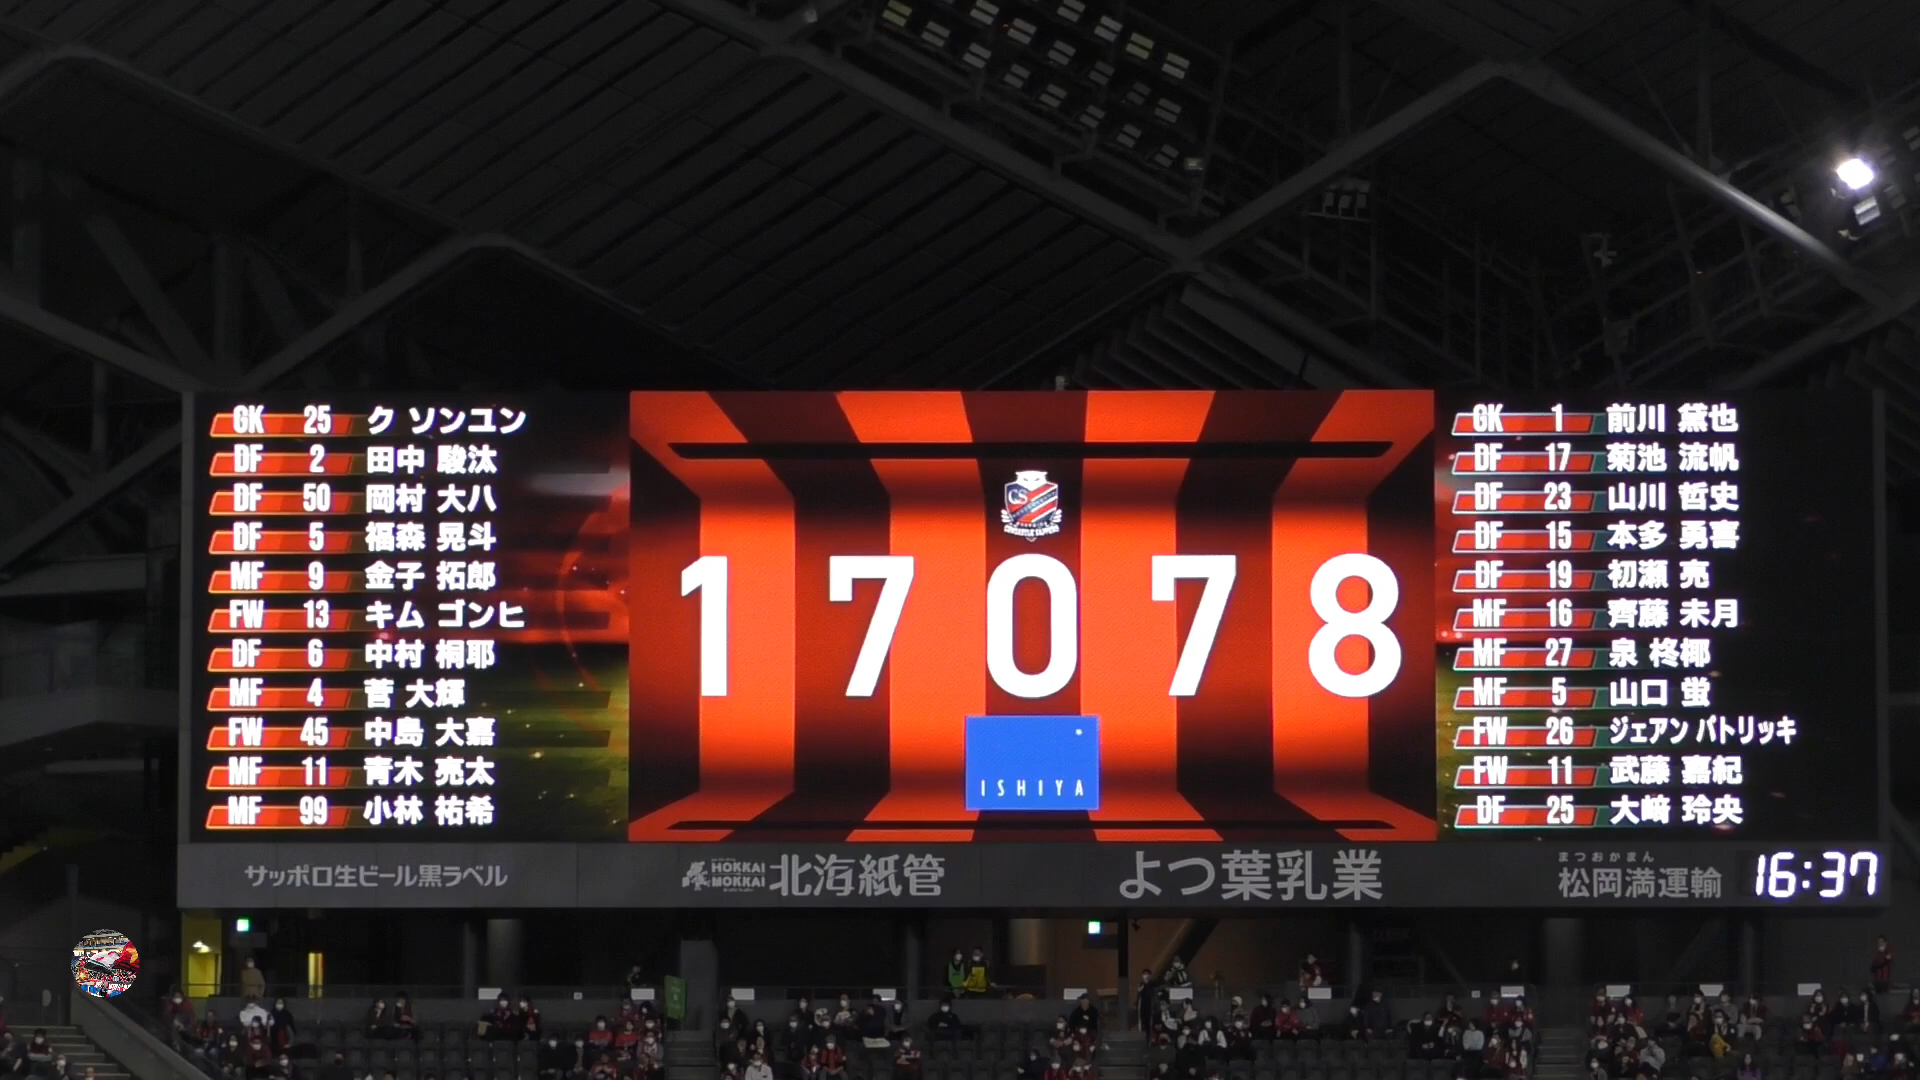 GK 25 ク ソンユン
DF 2 田中 駿汰
DF 50 岡村 大八
DF 5 福森 晃斗
MF 9 金子 拓郎
FW 13 キム ゴンヒ
DF 6 中村 桐耶
MF 4 菅 大輝
FW 45 中島 大嘉
MF 11 青木 亮太
MF 99 小林 祐希
CS
17078
ISHIYA
GK 1 前川 黛也
DF 17 菊池 流帆
DF 23 山川 哲史
DF 15 本多 勇喜
DF 19 初瀬 亮
MF 16 齊藤 未月
MF 27 泉 柊椰
MF 5 山口 蛍
FW 26 ジェアン パトリッキ
FW 11 武藤 嘉紀
DF 25 大﨑 玲央
サッポロ生ビール黒ラベル
HOKKAI
MOKKAI
北海紙管
よつ葉乳業
まつおかまん
松岡満運輸
16:37